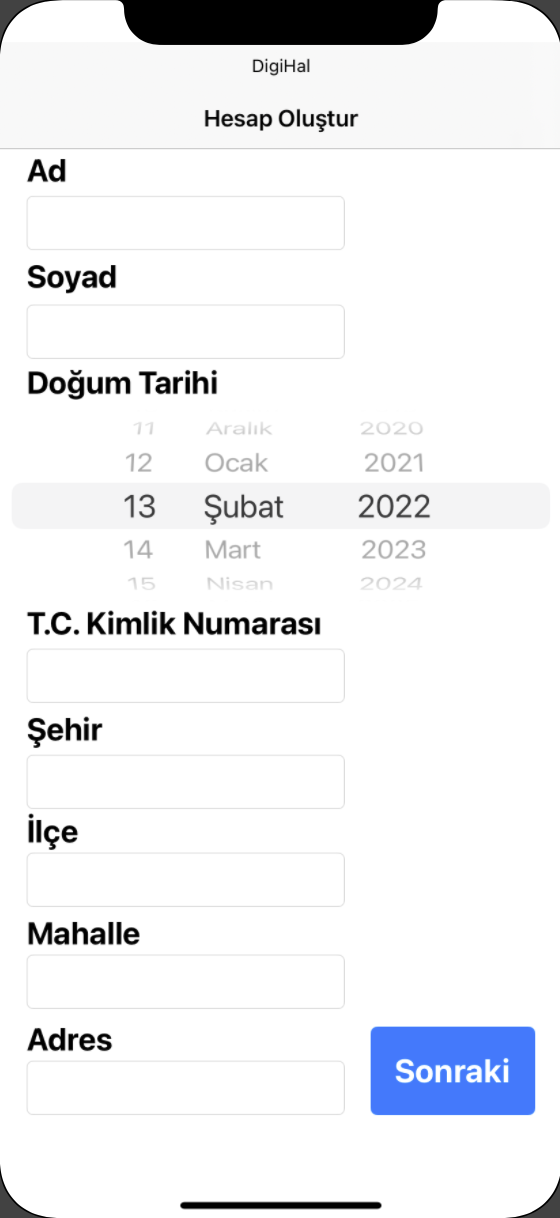 DigiHal
Hesap Oluştur
Ad
Soyad
Doğum Tarihi
11 Aralık 2020
12 Ocak 2021
13 Şubat 2022
14 Mart 2023
15 Nisan 2024
T.C. Kimlik Numarası
Şehir
İlçe
Mahalle
Adres
Sonraki